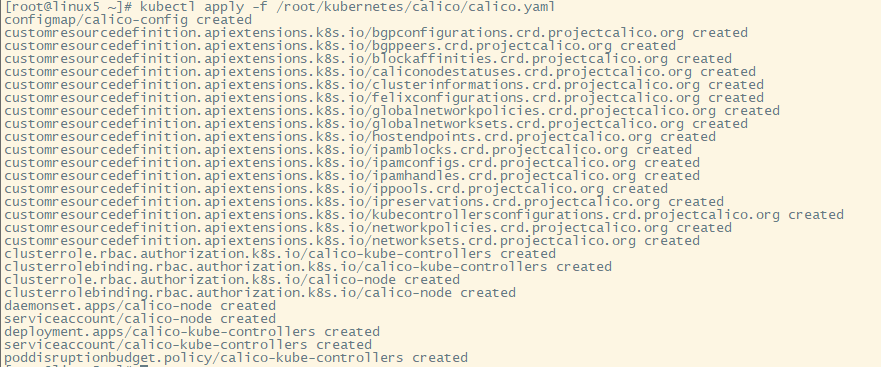 [root@linux5 ~]# kubectl apply -f /root/kubernetes/calico/calico.yaml
configmap/calico-config created
customresourcedefinition.apiextensions.k8s.io/bgpconfigurations.crd.projectcalico.org created
customresourcedefinition.apiextensions.k8s.io/bgppeers.crd.projectcalico.org created
customresourcedefinition.apiextensions.k8s.io/blockaffinities.crd.projectcalico.org created
customresourcedefinition.apiextensions.k8s.io/caliconodestatuses.crd.projectcalico.org created
customresourcedefinition.apiextensions.k8s.io/clusterinformations.crd.projectcalico.org created
customresourcedefinition.apiextensions.k8s.io/felixconfigurations.crd.projectcalico.org created
customresourcedefinition.apiextensions.k8s.io/globalnetworkpolicies.crd.projectcalico.org created
customresourcedefinition.apiextensions.k8s.io/globalnetworksets.crd.projectcalico.org created
customresourcedefinition.apiextensions.k8s.io/hostendpoints.crd.projectcalico.org created
customresourcedefinition.apiextensions.k8s.io/ipamblocks.crd.projectcalico.org created
customresourcedefinition.apiextensions.k8s.io/ipamconfigs.crd.projectcalico.org created
customresourcedefinition.apiextensions.k8s.io/ipamhandles.crd.projectcalico.org created
customresourcedefinition.apiextensions.k8s.io/ippools.crd.projectcalico.org created
customresourcedefinition.apiextensions.k8s.io/ipreservations.crd.projectcalico.org created
customresourcedefinition.apiextensions.k8s.io/kubecontrollersconfigurations.crd.projectcalico.org created
customresourcedefinition.apiextensions.k8s.io/networkpolicies.crd.projectcalico.org created
customresourcedefinition.apiextensions.k8s.io/networksets.crd.projectcalico.org created
clusterrole.rbac.authorization.k8s.io/calico-kube-controllers created
clusterrolebinding.rbac.authorization.k8s.io/calico-kube-controllers created
clusterrole.rbac.authorization.k8s.io/calico-node created
clusterrolebinding.rbac.authorization.k8s.io/calico-node created
daemonset.apps/calico-node created
serviceaccount/calico-node created
deployment.apps/calico-kube-controllers created
serviceaccount/calico-kube-controllers created
poddisruptionbudget.policy/calico-kube-controllers created